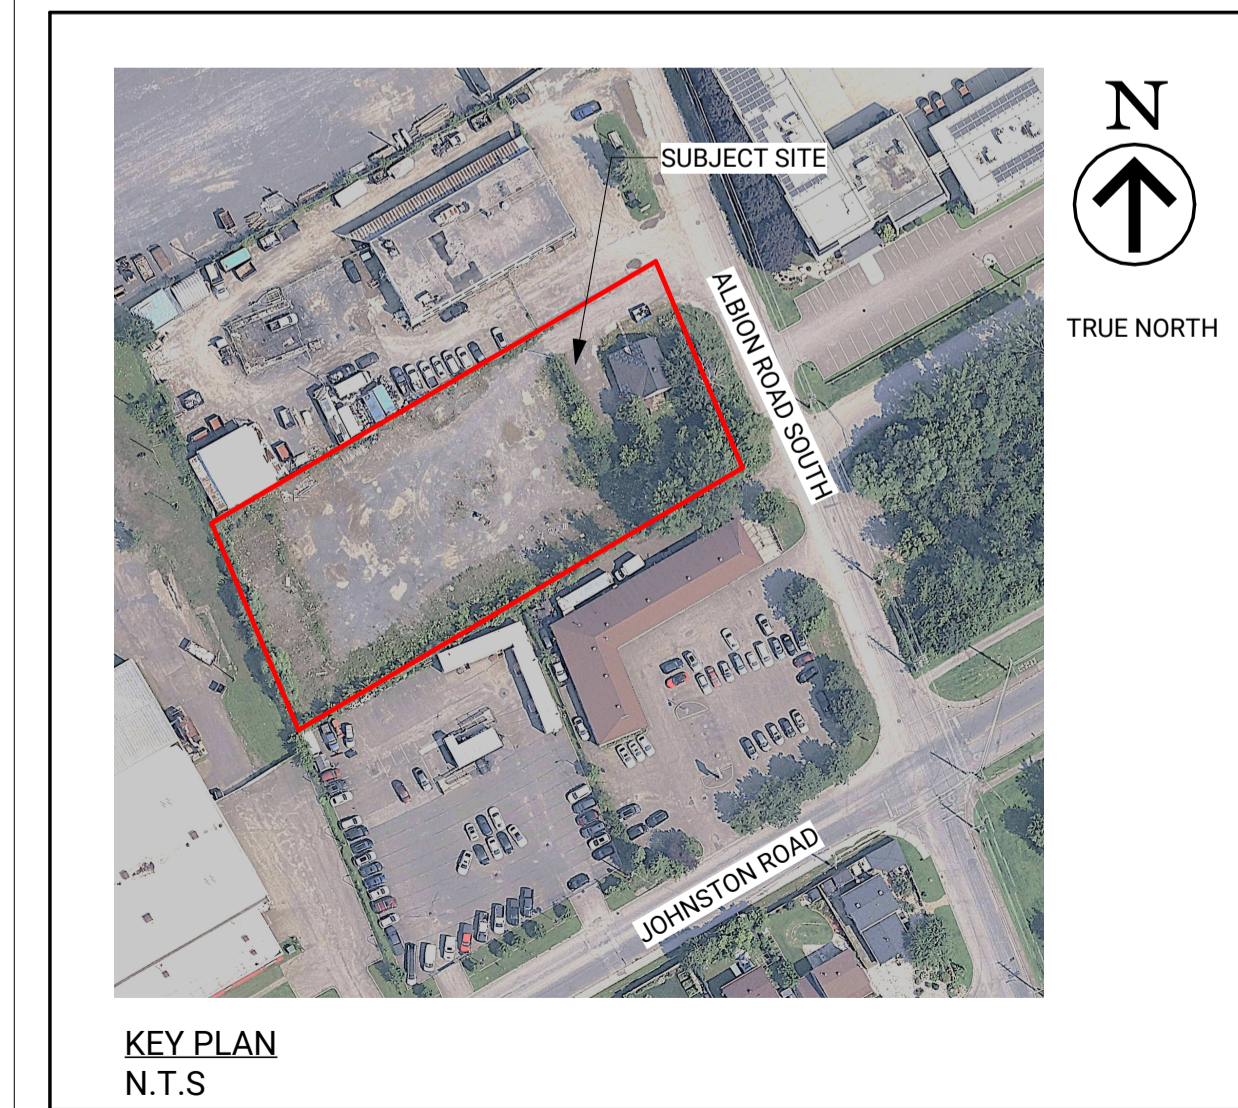 N
TRUE NORTH
SUBJECT SITE
ALBION ROAD SOUTH
JOHNSTON ROAD
KEY PLAN
N.T.S